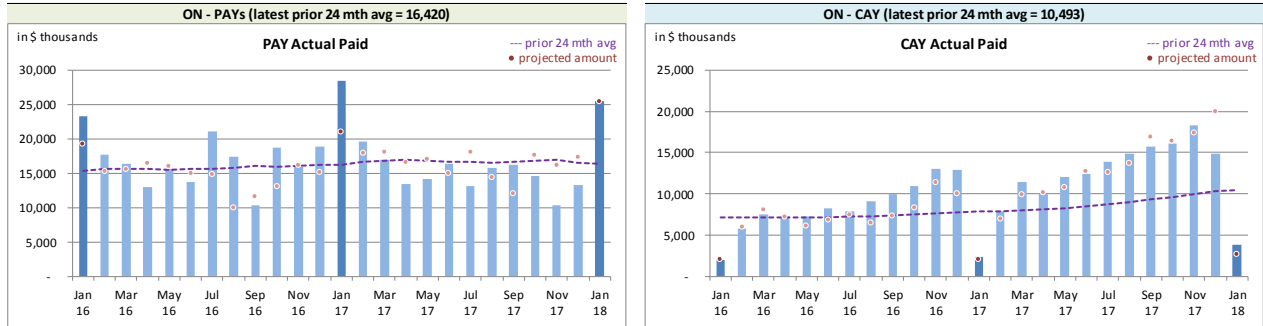 ON - PAYs (latest prior 24 mth avg = 16,420)
in $ thousands
PAY Actual Paid
--- prior 24 mth avg
• projected amount
30,000
25,000
20,000
15,000
10,000
5,000
-
Jan Mar May Jul Sep Nov Jan Mar May Jul Sep Nov Jan
16 16 16 16 16 16 17 17 17 17 17 17 18
ON - CAY (latest prior 24 mth avg = 10,493)
in $ thousands
CAY Actual Paid
--- prior 24 mth avg
• projected amount
25,000
20,000
15,000
10,000
5,000
-
Jan Mar May Jul Sep Nov Jan Mar May Jul Sep Nov Jan
16 16 16 16 16 16 17 17 17 17 17 17 18